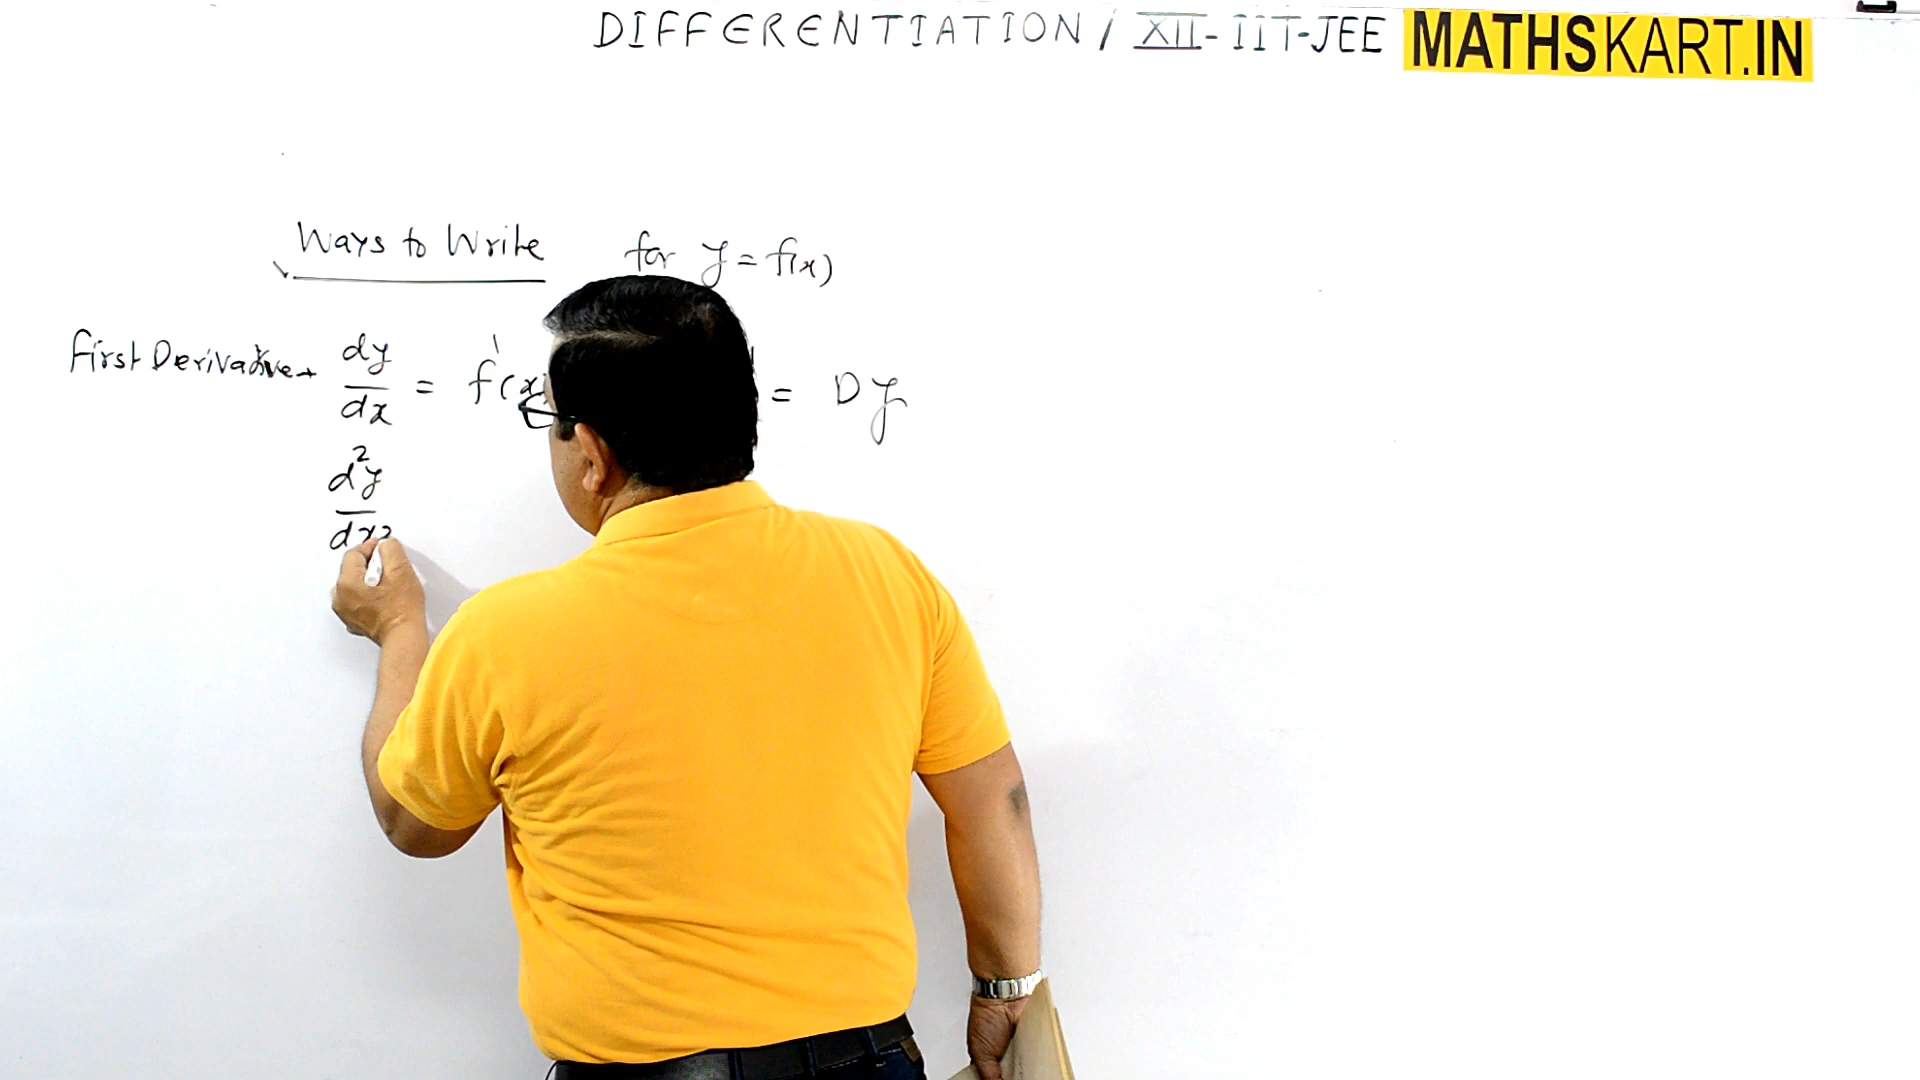 DIFFERENTIATION / XII - IIT-JEE MATHSKART.IN
Ways to Write for y = f(x)
First Derivative → dy/dx = f'(x) = Dy
d²y/dx²